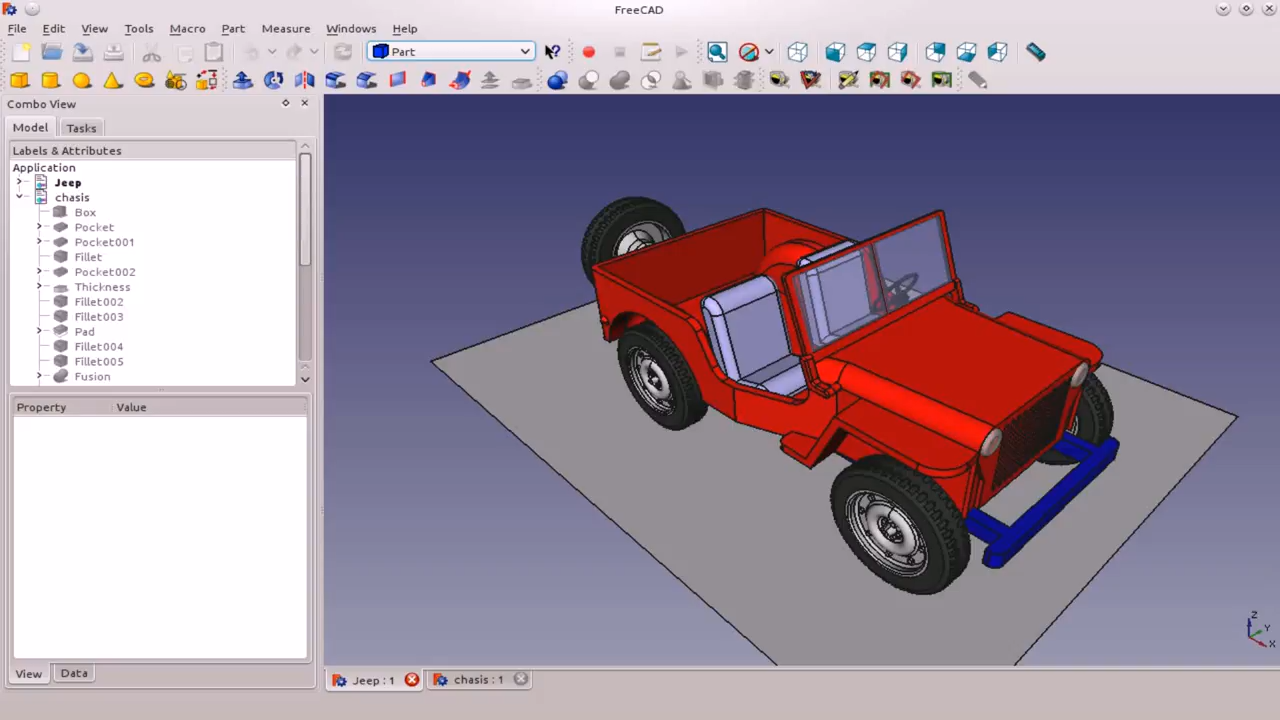 FreeCAD
File Edit View Tools Macro Part Measure Windows Help
Part
Combo View
Model Tasks
Labels & Attributes
Application
Jeep
chasis
Box
Pocket
Pocket001
Fillet
Pocket002
Thickness
Fillet002
Fillet003
Pad
Fillet004
Fillet005
Fusion
Property Value
Z
Y
X
View Data
Jeep : 1 chasis : 1